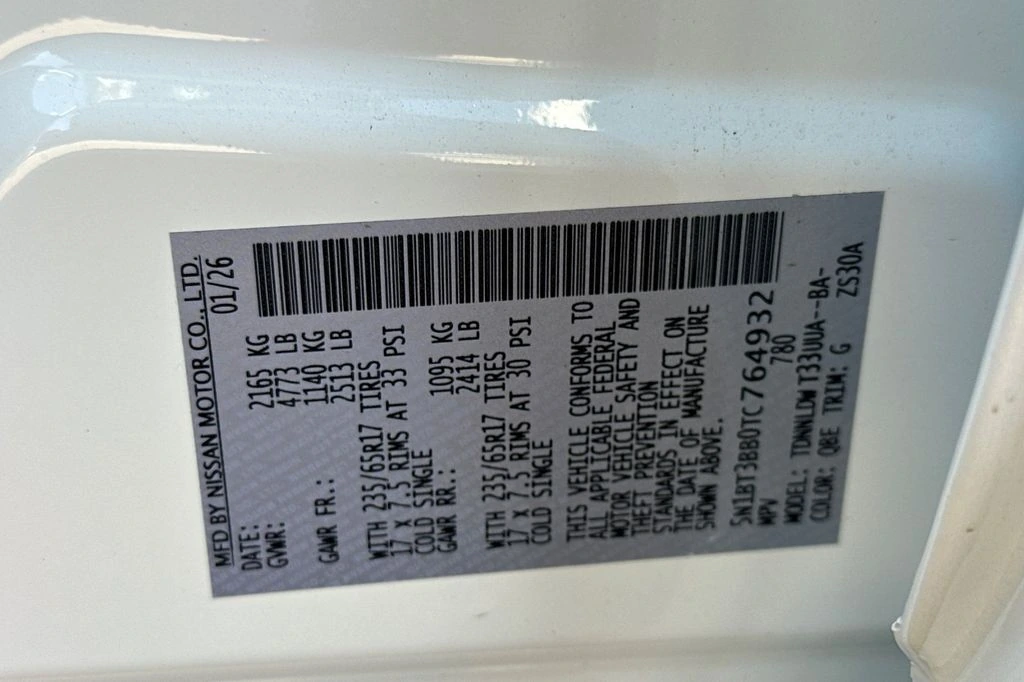 MFD BY NISSAN MOTOR CO., LTD.
DATE: 01/26
GVWR: 2165 KG
4773 LB
GAWR FR.: 1140 KG
2513 LB
WITH 235/65R17 TIRES
17 X 7.5 RIMS AT 33 PSI
COLD SINGLE
GAWR RR.: 1095 KG
2414 LB
WITH 235/65R17 TIRES
17 X 7.5 RIMS AT 30 PSI
COLD SINGLE
THIS VEHICLE CONFORMS TO
ALL APPLICABLE FEDERAL
MOTOR VEHICLE SAFETY AND
THEFT PREVENTION
STANDARDS IN EFFECT ON
THE DATE OF MANUFACTURE
SHOWN ABOVE.
5N1BT3BB0TC764932
MPV 780
MODEL: TDNNLDW T33UUA--BA-
COLOR: QBE TRIM: G ZS30A